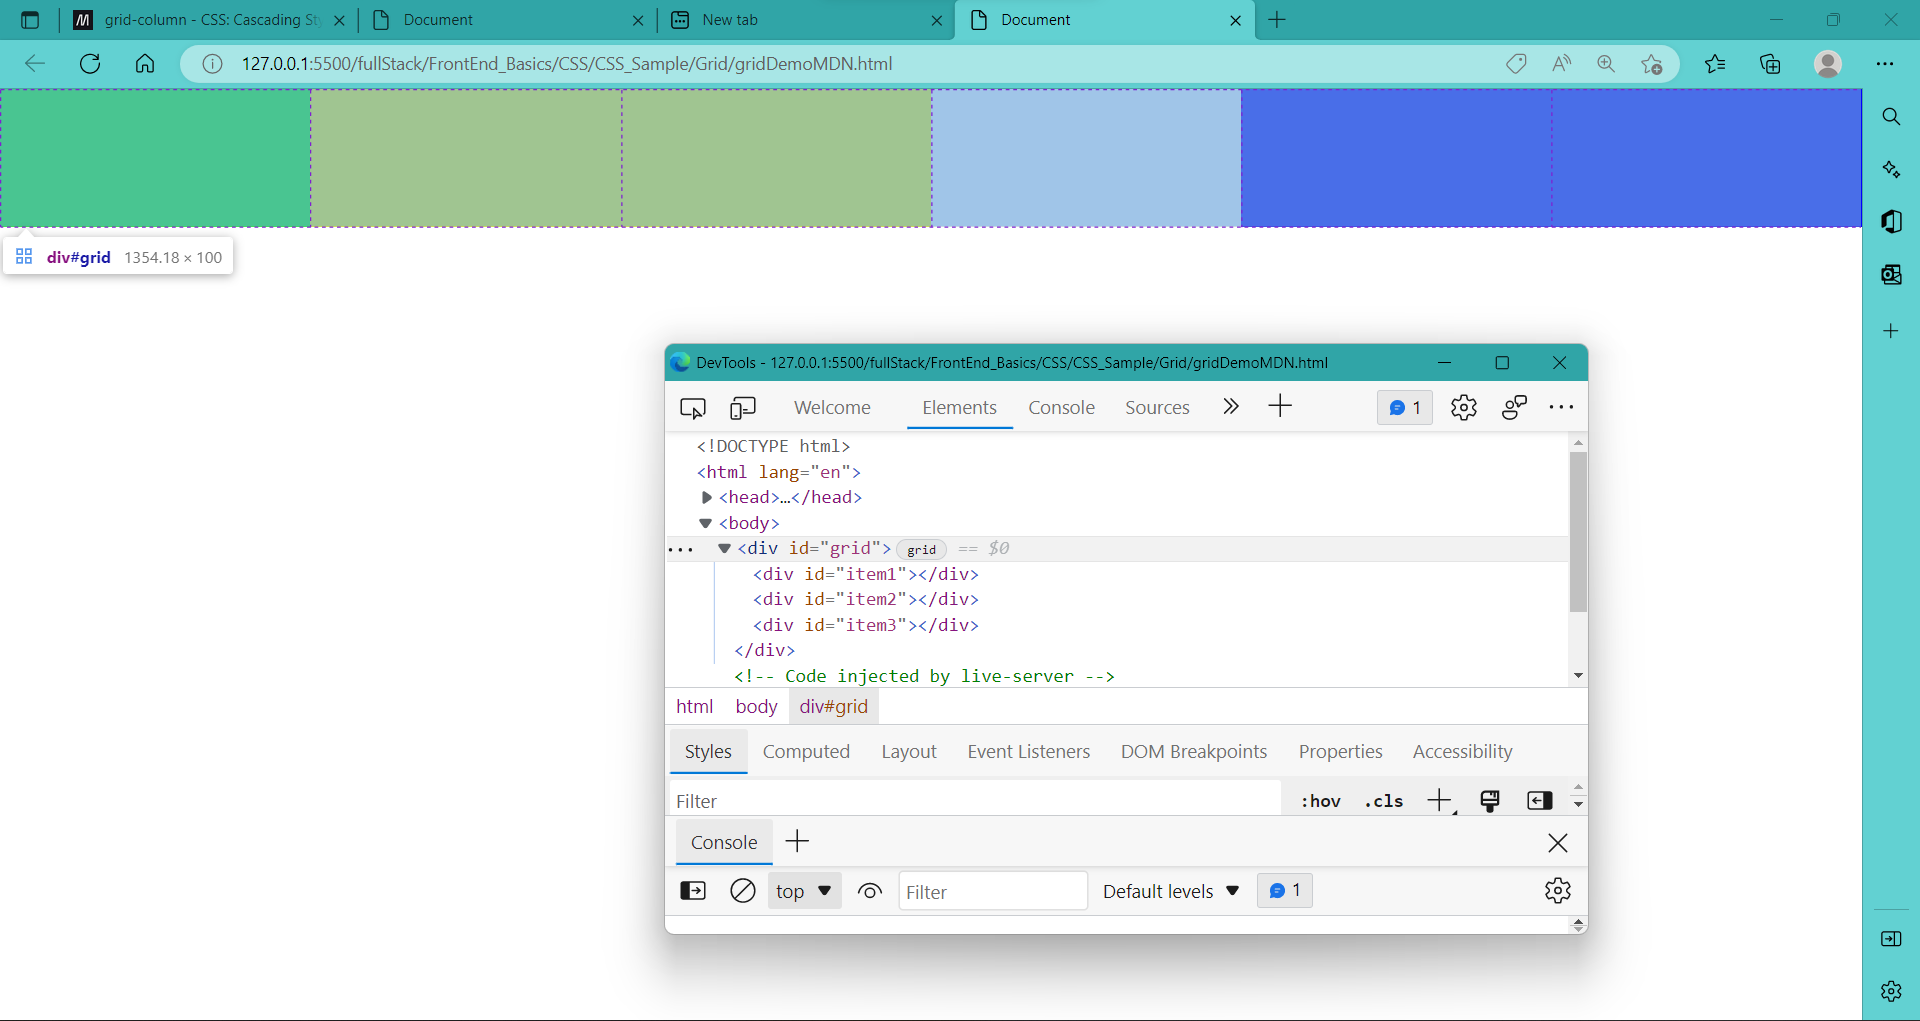 grid-column - CSS: Cascading St
Document
New tab
Document
127.0.0.1:5500/fullStack/FrontEnd_Basics/CSS/CSS_Sample/Grid/gridDemoMDN.html
div#grid 1354.18 × 100
DevTools - 127.0.0.1:5500/fullStack/FrontEnd_Basics/CSS/CSS_Sample/Grid/gridDemoMDN.html
Welcome Elements Console Sources 1
<!DOCTYPE html>
<html lang="en">
<head>…</head>
<body>
<div id="grid"> grid == $0
<div id="item1"></div>
<div id="item2"></div>
<div id="item3"></div>
</div>
<!-- Code injected by live-server -->
html body div#grid
Styles Computed Layout Event Listeners DOM Breakpoints Properties Accessibility
Filter :hov .cls
Console
top Filter Default levels 1